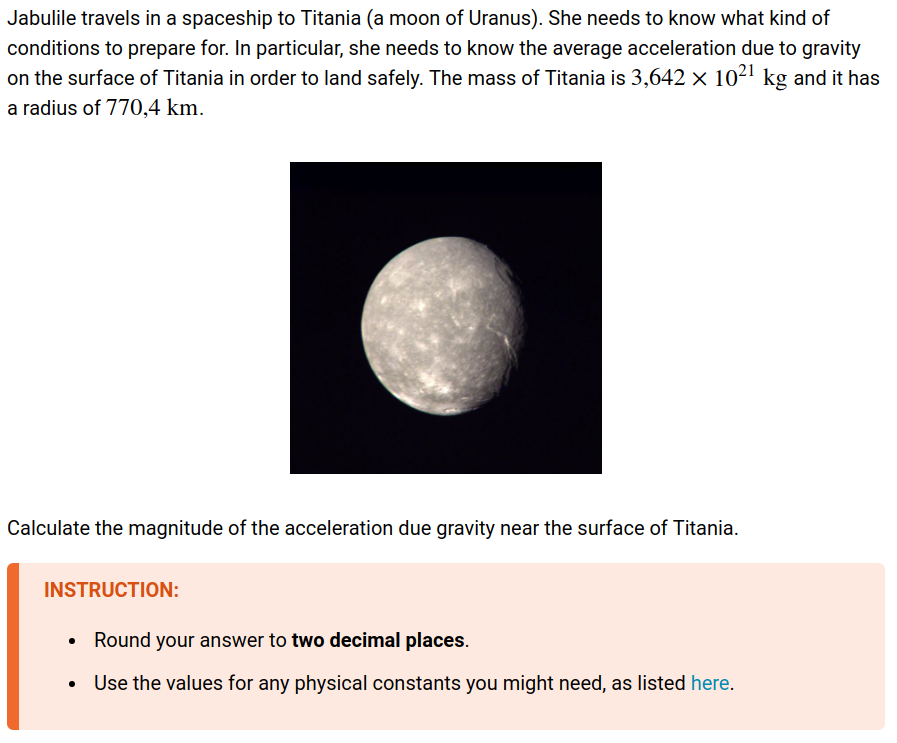 Jabulile travels in a spaceship to Titania (a moon of Uranus). She needs to know what kind of
conditions to prepare for. In particular, she needs to know the average acceleration due to gravity
on the surface of Titania in order to land safely. The mass of Titania is 3,642 × 10²¹ kg and it has
a radius of 770,4 km.
Calculate the magnitude of the acceleration due gravity near the surface of Titania.
INSTRUCTION:
• Round your answer to two decimal places.
• Use the values for any physical constants you might need, as listed here.